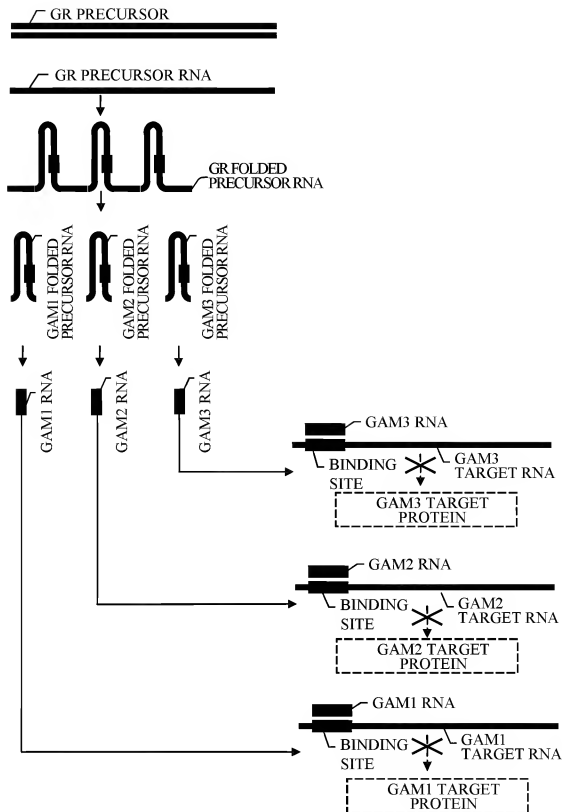 GR PRECURSOR
GR PRECURSOR RNA
GR FOLDED
PRECURSOR RNA
GAM1 FOLDED
PRECURSOR RNA
GAM2 FOLDED
PRECURSOR RNA
GAM3 FOLDED
PRECURSOR RNA
GAM1 RNA
GAM2 RNA
GAM3 RNA
GAM3 RNA
BINDING
SITE
GAM3
TARGET RNA
GAM3 TARGET
PROTEIN
GAM2 RNA
BINDING
SITE
GAM2
TARGET RNA
GAM2 TARGET
PROTEIN
GAM1 RNA
BINDING
SITE
GAM1
TARGET RNA
GAM1 TARGET
PROTEIN